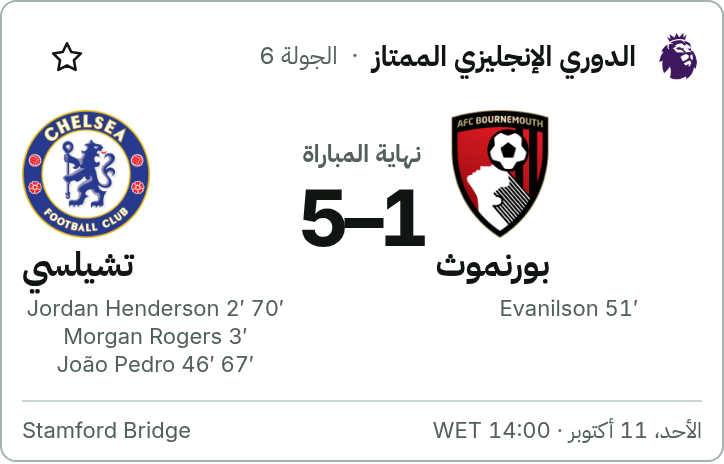 الدوري الإنجليزي الممتاز · الجولة 6
AFC BOURNEMOUTH
CHELSEA
FOOTBALL CLUB
نهاية المباراة
5–1
بورنموث
تشيلسي
Evanilson 51′
Jordan Henderson 2′ 70′
Morgan Rogers 3′
João Pedro 46′ 67′
الأحد، 11 أكتوبر · 14:00 WET
Stamford Bridge